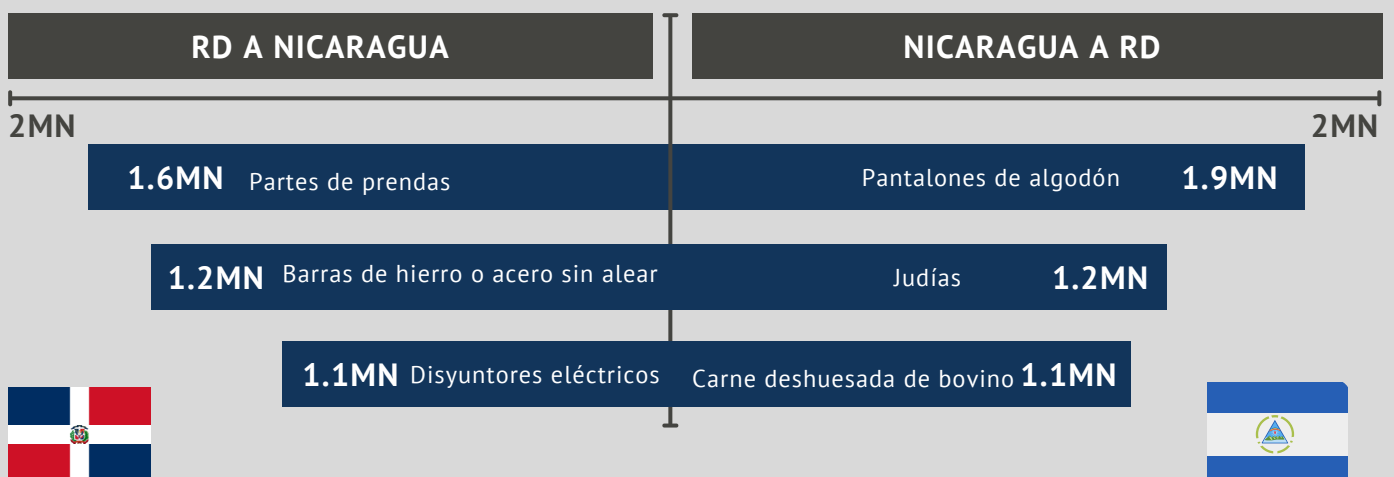 RD A NICARAGUA
NICARAGUA A RD
2MN
2MN
1.6MN Partes de prendas
Pantalones de algodón 1.9MN
1.2MN Barras de hierro o acero sin alear
Judías 1.2MN
1.1MN Disyuntores eléctricos
Carne deshuesada de bovino 1.1MN